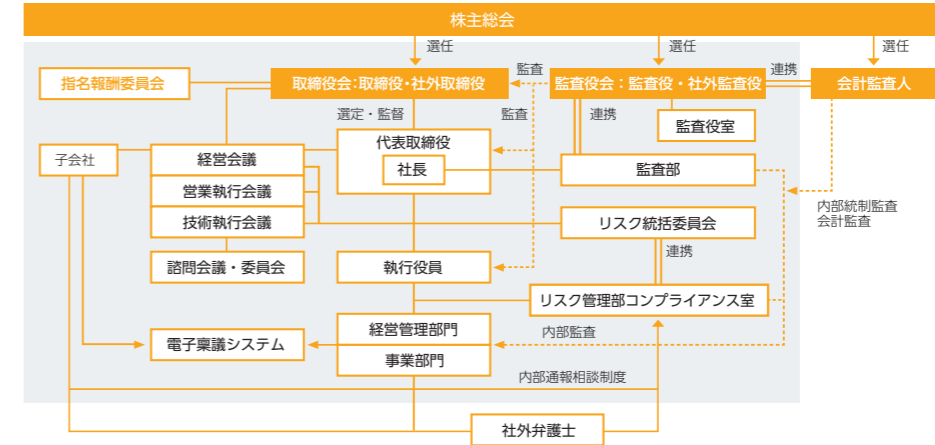 株主総会
選任
選任
選任
指名報酬委員会
取締役会：取締役・社外取締役
監査
監査役会：監査役・社外監査役
連携
会計監査人
選定・監督
監査
連携
監査役室
子会社
経営会議
代表取締役
社長
監査部
営業執行会議
技術執行会議
リスク統括委員会
内部統制監査
会計監査
諮問会議・委員会
執行役員
連携
リスク管理部コンプライアンス室
電子稟議システム
経営管理部門
内部監査
事業部門
内部通報相談制度
社外弁護士